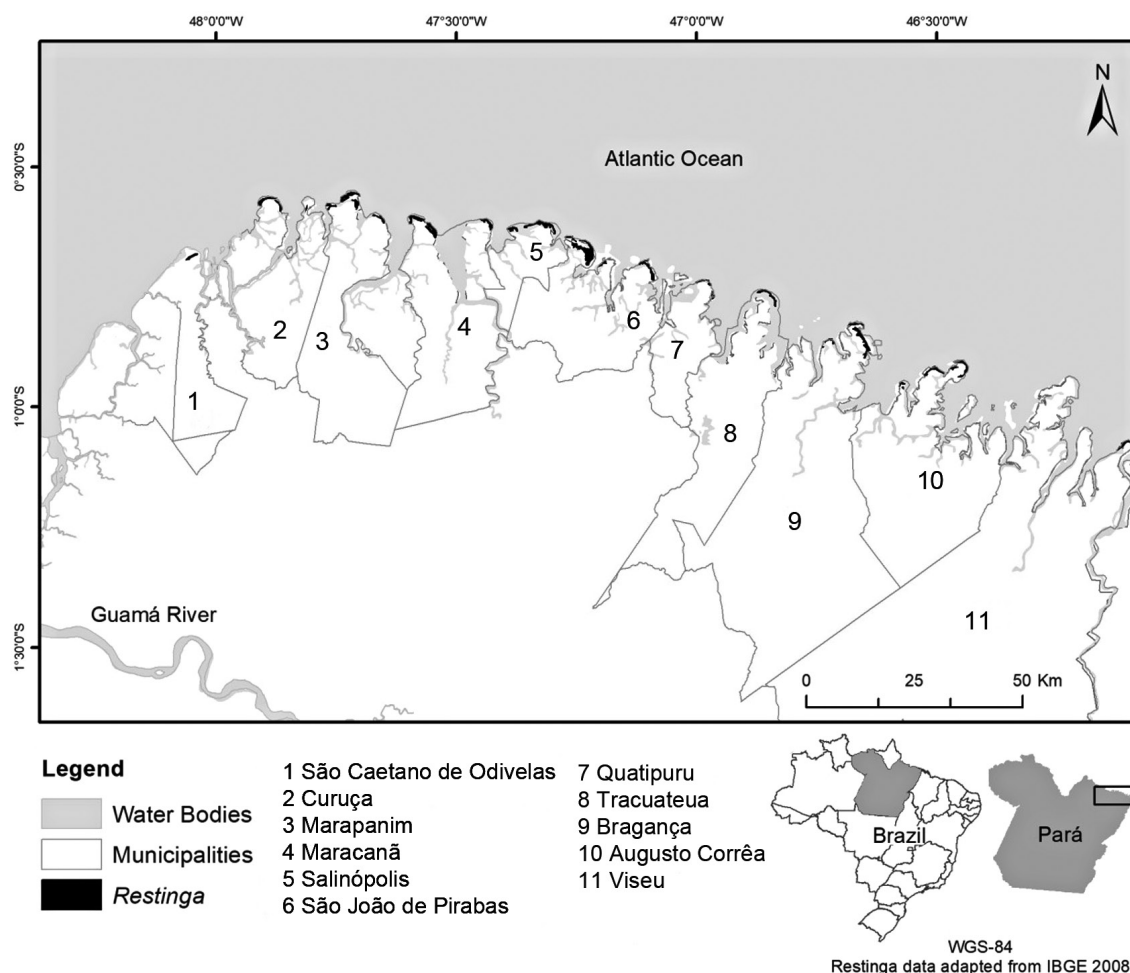 48°0'0"W 47°30'0"W 47°0'0"W 46°30'0"W
N
Atlantic Ocean
0°30'0"S
5
6
2
3
4
7
1
1°0'0"S
8
10
9
Guamá River
11
1°30'0"S
0 25 50 Km
Legend
Water Bodies
Municipalities
Restinga
1 São Caetano de Odivelas
2 Curuça
3 Marapanim
4 Maracanã
5 Salinópolis
6 São João de Pirabas
7 Quatipuru
8 Tracuateua
9 Bragança
10 Augusto Corrêa
11 Viseu
Brazil
Pará
WGS-84
Restinga data adapted from IBGE 2008